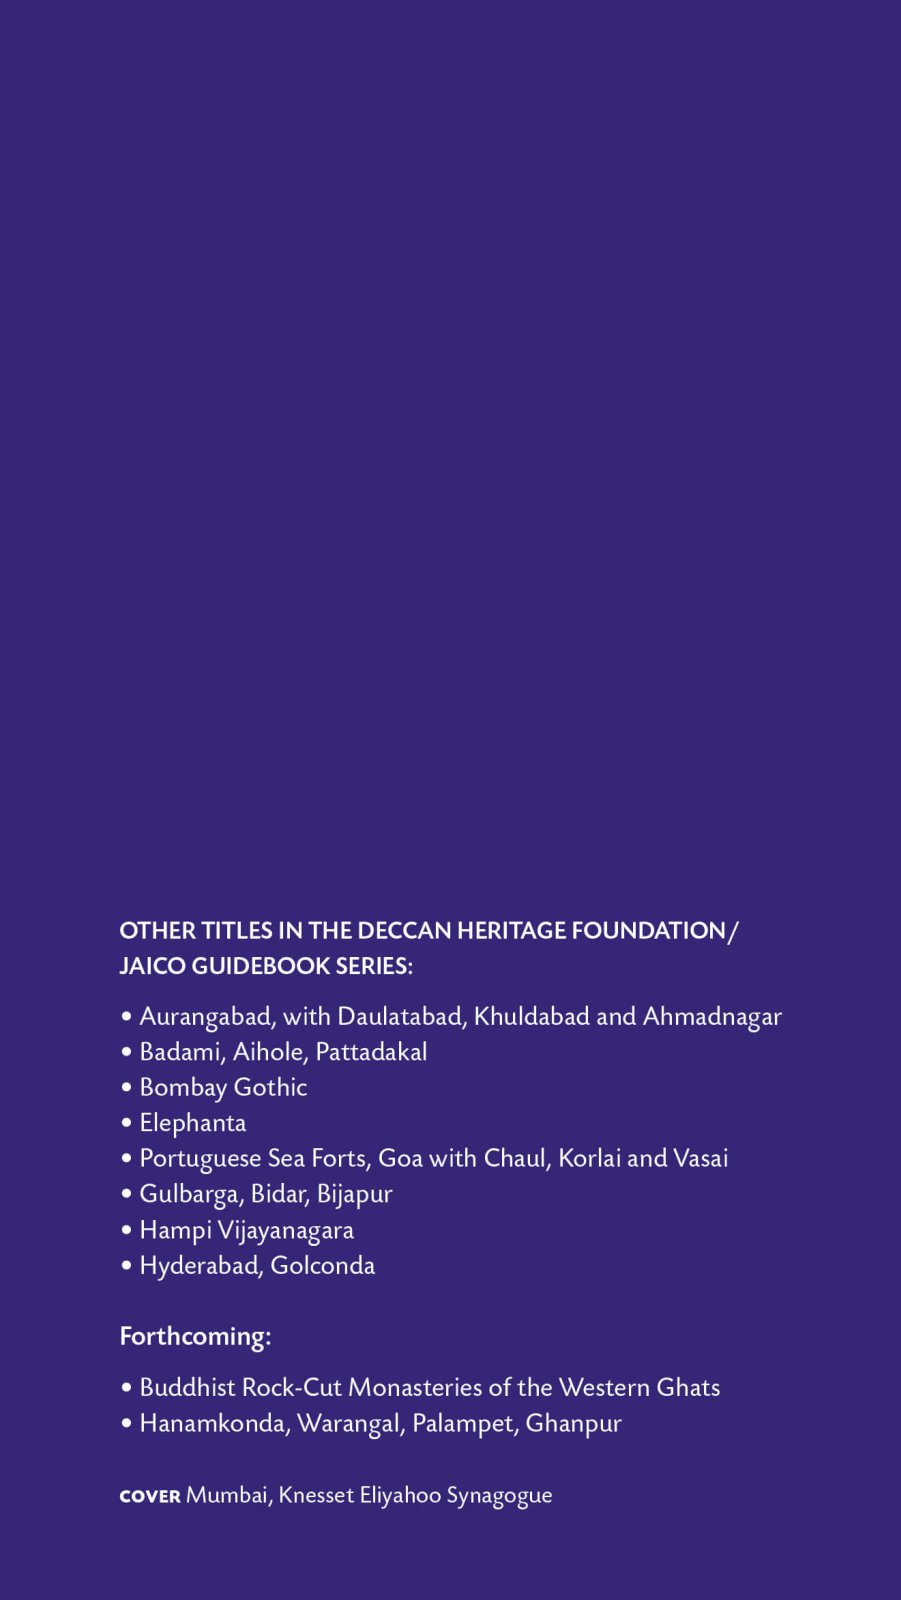 OTHER TITLES IN THE DECCAN HERITAGE FOUNDATION/
JAICO GUIDEBOOK SERIES:
• Aurangabad, with Daulatabad, Khuldabad and Ahmadnagar
• Badami, Aihole, Pattadakal
• Bombay Gothic
• Elephanta
• Portuguese Sea Forts, Goa with Chaul, Korlai and Vasai
• Gulbarga, Bidar, Bijapur
• Hampi Vijayanagara
• Hyderabad, Golconda
Forthcoming:
• Buddhist Rock-Cut Monasteries of the Western Ghats
• Hanamkonda, Warangal, Palampet, Ghanpur
COVER Mumbai, Knesset Eliyahoo Synagogue